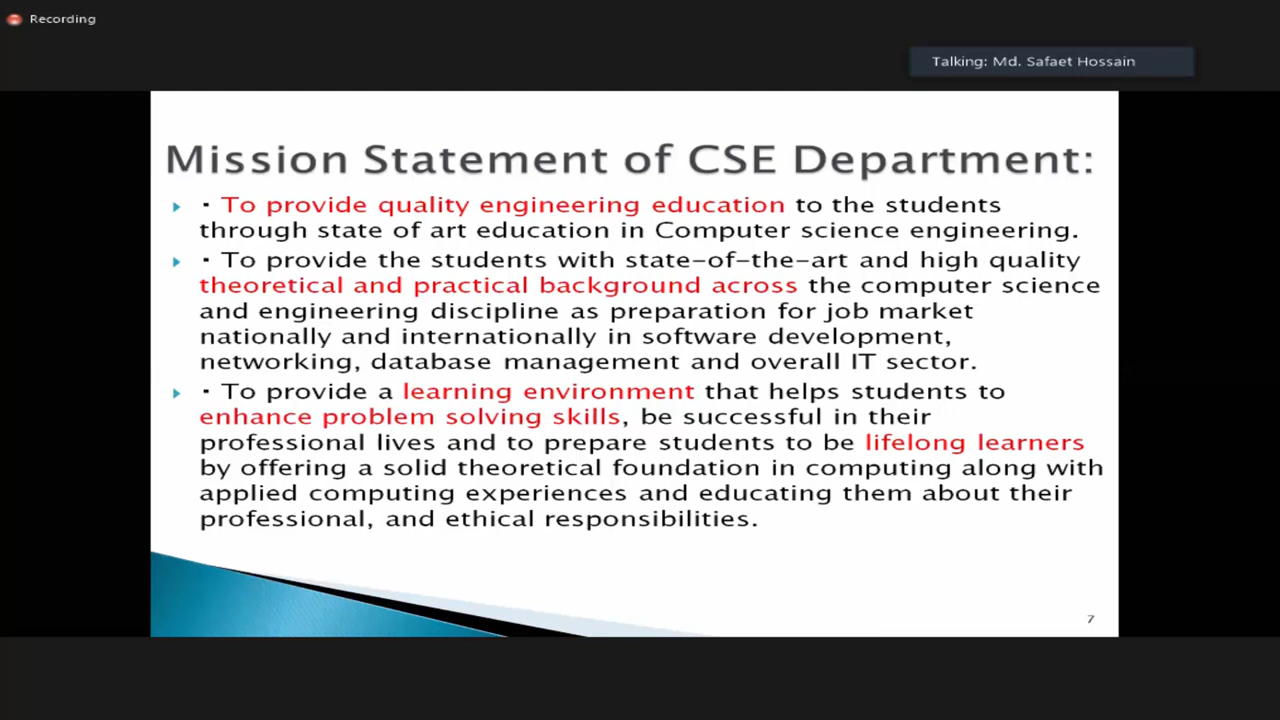 Recording
Talking: Md. Safaet Hossain
Mission Statement of CSE Department:
▪ To provide quality engineering education to the students
through state of art education in Computer science engineering.
▪ To provide the students with state-of-the-art and high quality
theoretical and practical background across the computer science
and engineering discipline as preparation for job market
nationally and internationally in software development,
networking, database management and overall IT sector.
▪ To provide a learning environment that helps students to
enhance problem solving skills, be successful in their
professional lives and to prepare students to be lifelong learners
by offering a solid theoretical foundation in computing along with
applied computing experiences and educating them about their
professional, and ethical responsibilities.
7